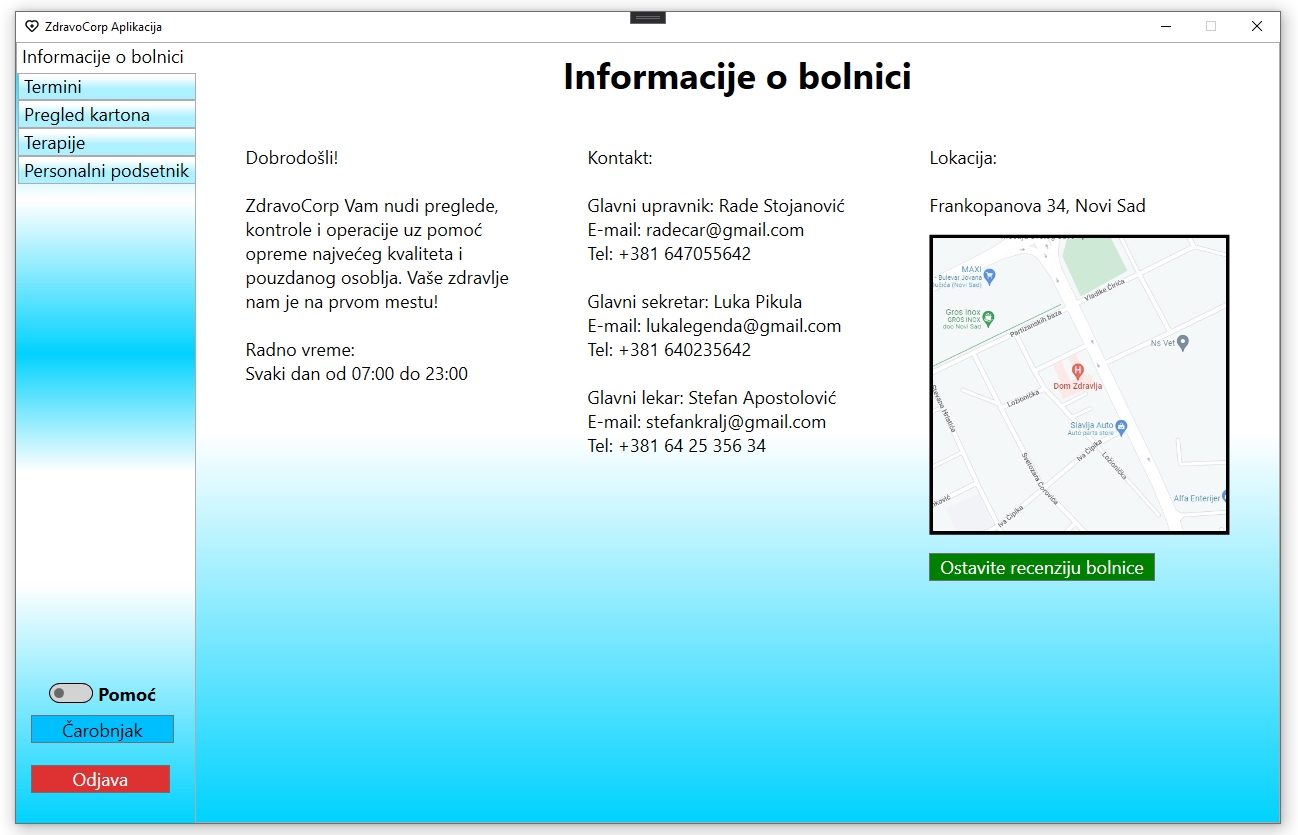 ZdravoCorp Aplikacija
Informacije o bolnici
Termini
Pregled kartona
Terapije
Personalni podsetnik
Pomoć
Čarobnjak
Odjava
Informacije o bolnici
Dobrodošli!
ZdravoCorp Vam nudi preglede,
kontrole i operacije uz pomoć
opreme najvećeg kvaliteta i
pouzdanog osoblja. Vaše zdravlje
nam je na prvom mestu!
Radno vreme:
Svaki dan od 07:00 do 23:00
Kontakt:
Glavni upravnik: Rade Stojanović
E-mail: radecar@gmail.com
Tel: +381 647055642
Glavni sekretar: Luka Pikula
E-mail: lukalegenda@gmail.com
Tel: +381 640235642
Glavni lekar: Stefan Apostolović
E-mail: stefankralj@gmail.com
Tel: +381 64 25 356 34
Lokacija:
Frankopanova 34, Novi Sad
MAXI
- Bulevar Jovana
(Novi Sad)
Vladike Ćirića
Gros Inox
GROS INOX
doo Novi Sad
Partizanskih baza
Ns Vet
H
Dom Zdravlja
Ložionička
Slavija Auto
Auto parts store
Iva Ćipika
Ložionička
Svetozara Ćorovića
Alfa Enterijer
Iva Ćipika
Ostavite recenziju bolnice